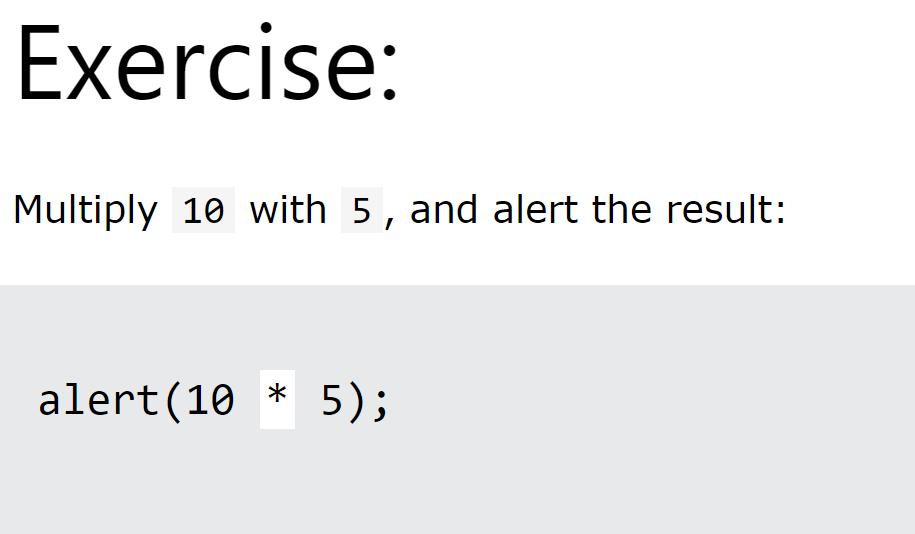 Exercise:
Multiply 10 with 5, and alert the result:
alert(10 * 5);